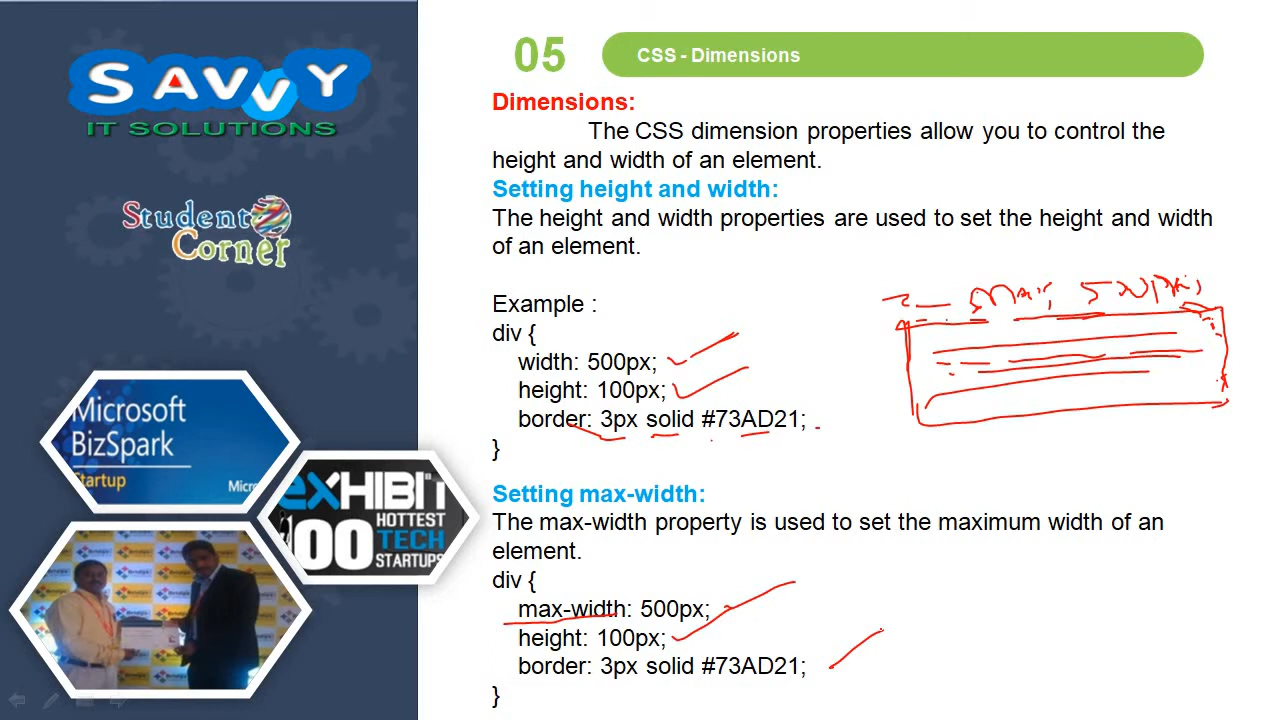 SAVVY
IT SOLUTIONS
Student
Corner
Microsoft
BizSpark
Startup
Micr
eXHIBIT
100
HOTTEST
TECH
STARTUPS
05
CSS - Dimensions
Dimensions:
The CSS dimension properties allow you to control the
height and width of an element.
Setting height and width:
The height and width properties are used to set the height and width
of an element.
Example :
div {
width: 500px;
height: 100px;
border: 3px solid #73AD21;
}
max 500px
Setting max-width:
The max-width property is used to set the maximum width of an
element.
div {
max-width: 500px;
height: 100px;
border: 3px solid #73AD21;
}